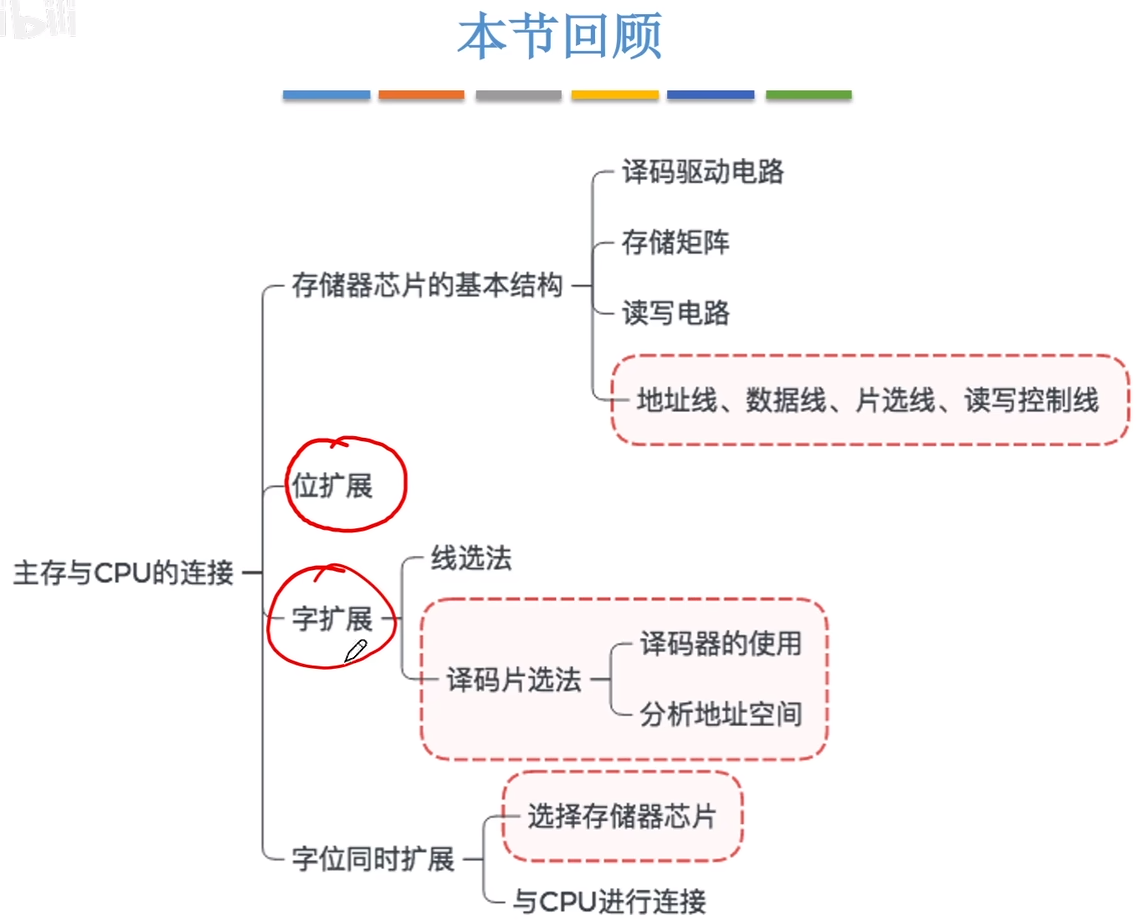 本节回顾
译码驱动电路
存储矩阵
存储器芯片的基本结构
读写电路
地址线、数据线、片选线、读写控制线
位扩展
线选法
主存与CPU的连接
字扩展
译码器的使用
译码片选法
分析地址空间
选择存储器芯片
字位同时扩展
与CPU进行连接